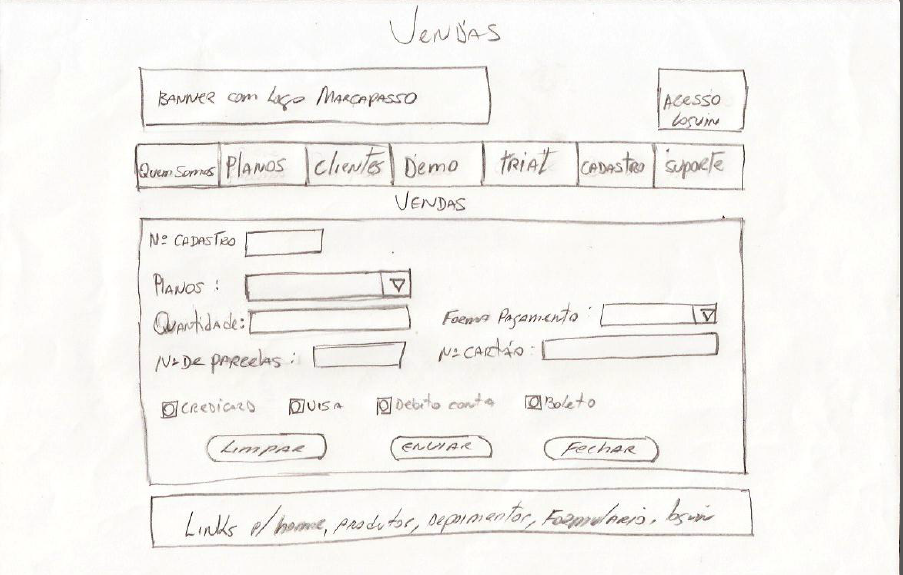 Vendas
Banner com Logo Marcapasso
Acesso
Loguin
Quem Somos Planos Clientes Demo Trial Cadastro Suporte
Vendas
Nº Cadastro
Planos :
Quantidade: Forma Pagamento :
Nº De parcelas : Nº Cartão :
Credicard Visa Debito conta Boleto
Limpar Enviar Fechar
Links p/ home, produtos, Depoimentos, Formulario, loguin